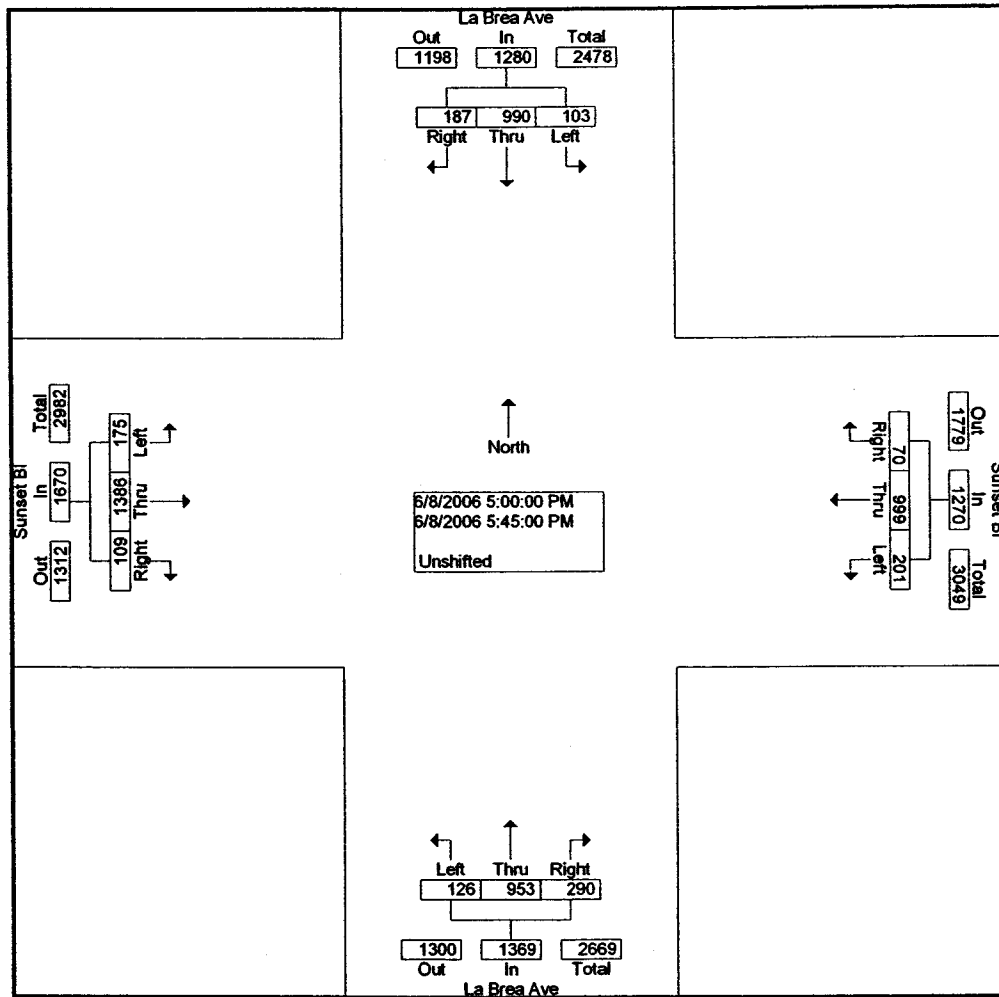 La Brea Ave
Out In Total
1198 1280 2478
187 990 103
Right Thru Left
Sunset Bl
Total In Out
2982 1670 1312
175 1386 109
Left Thru Right
North
6/8/2006 5:00:00 PM
6/8/2006 5:45:00 PM
Unshifted
Right Thru Left
70 999 201
Out In Total
1779 1270 3049
Sunset Bl
Left Thru Right
126 953 290
1300 1369 2669
Out In Total
La Brea Ave